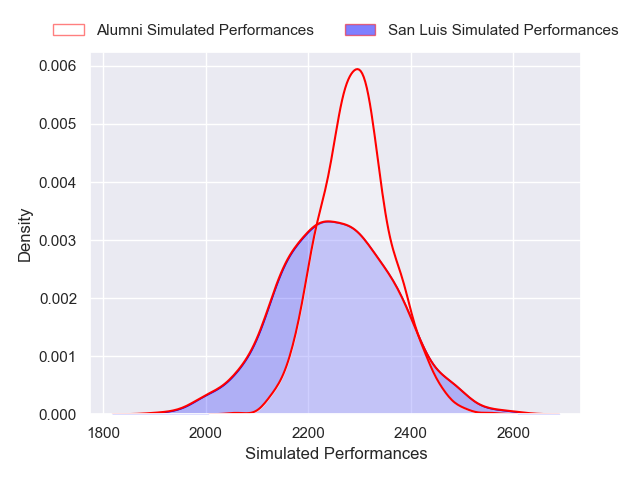 Alumni Simulated Performances San Luis Simulated Performances
0.006
0.005
0.004
0.003
0.002
0.001
0.000
Density
1800 2000 2200 2400 2600
Simulated Performances